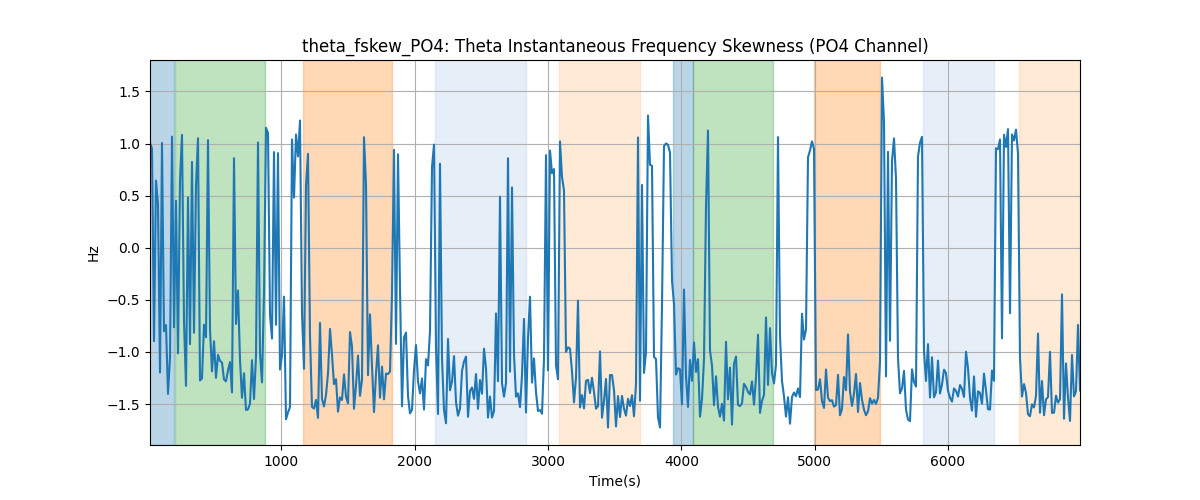 theta_fskew_PO4: Theta Instantaneous Frequency Skewness (PO4 Channel)
1.5
1.0
0.5
0.0
−0.5
−1.0
−1.5
Hz
1000 2000 3000 4000 5000 6000
Time(s)